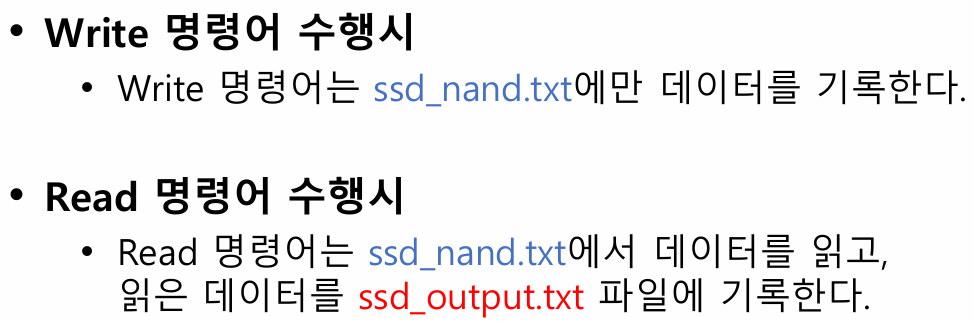 • Write 명령어 수행시
• Write 명령어는 ssd_nand.txt에만 데이터를 기록한다.
• Read 명령어 수행시
• Read 명령어는 ssd_nand.txt에서 데이터를 읽고,
읽은 데이터를 ssd_output.txt 파일에 기록한다.